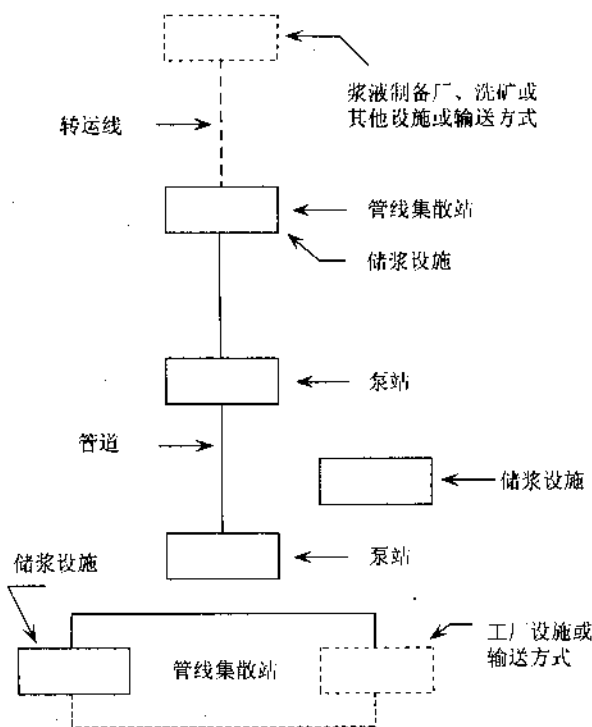 浆液制备厂、洗矿或
其他设施或输送方式
转运线
管线集散站
储浆设施
泵站
管道
储浆设施
泵站
储浆设施
工厂设施或
输送方式
管线集散站